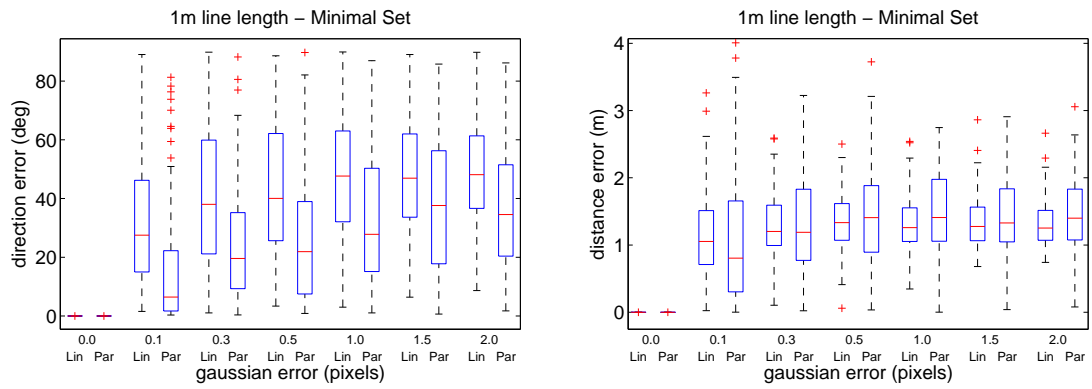 1m line length − Minimal Set
direction error (deg)
80
60
40
20
0
0.0 0.1 0.3 0.5 1.0 1.5 2.0
Lin Par Lin Par Lin Par Lin Par Lin Par Lin Par Lin Par
gaussian error (pixels)
1m line length − Minimal Set
distance error (m)
4
3
2
1
0
0.0 0.1 0.3 0.5 1.0 1.5 2.0
Lin Par Lin Par Lin Par Lin Par Lin Par Lin Par Lin Par
gaussian error (pixels)